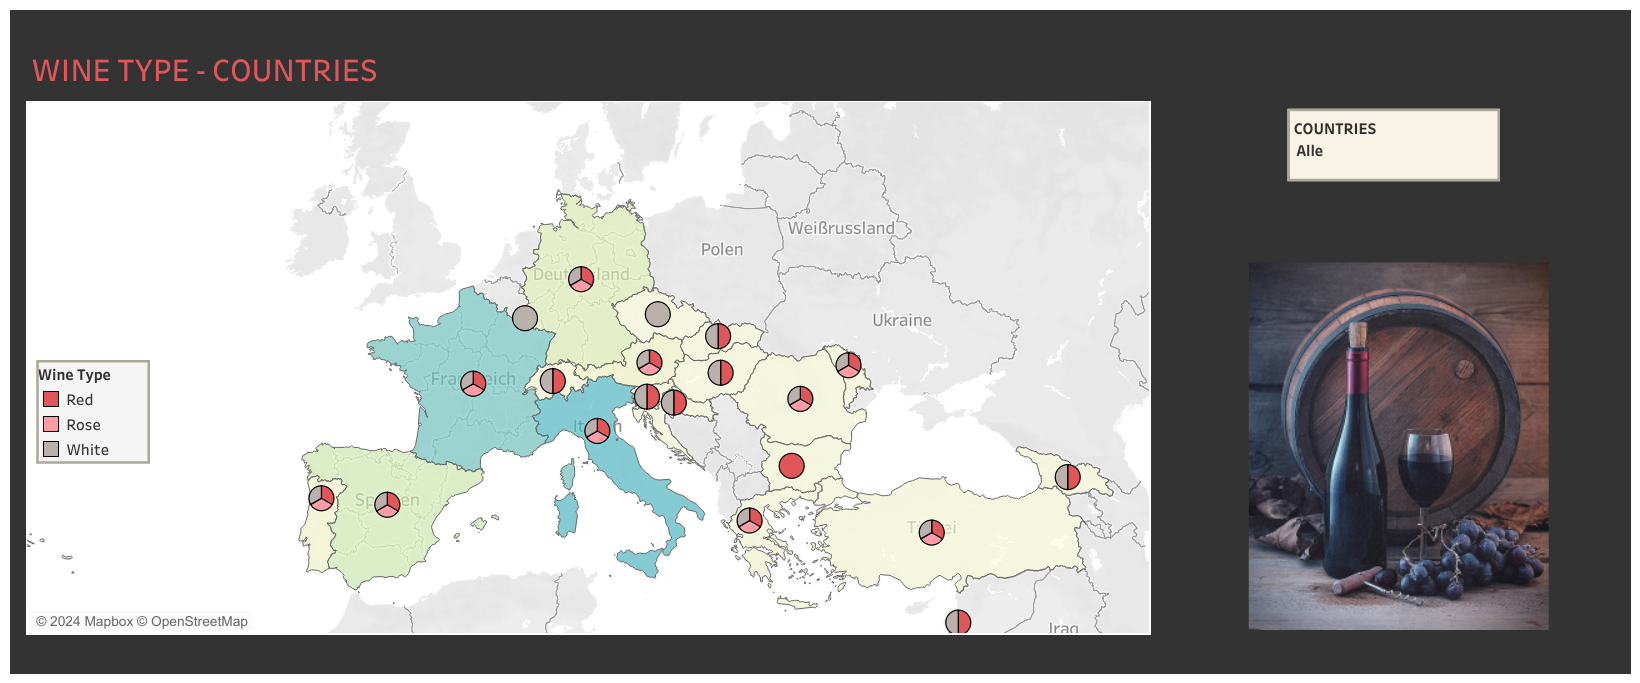 WINE TYPE - COUNTRIES
COUNTRIES
Alle
Weißrussland
Polen
Deutschland
Ukraine
Wine Type
Red
Rose
White
Frankreich
Italien
Spanien
Türkei
© 2024 Mapbox © OpenStreetMap
Iraq